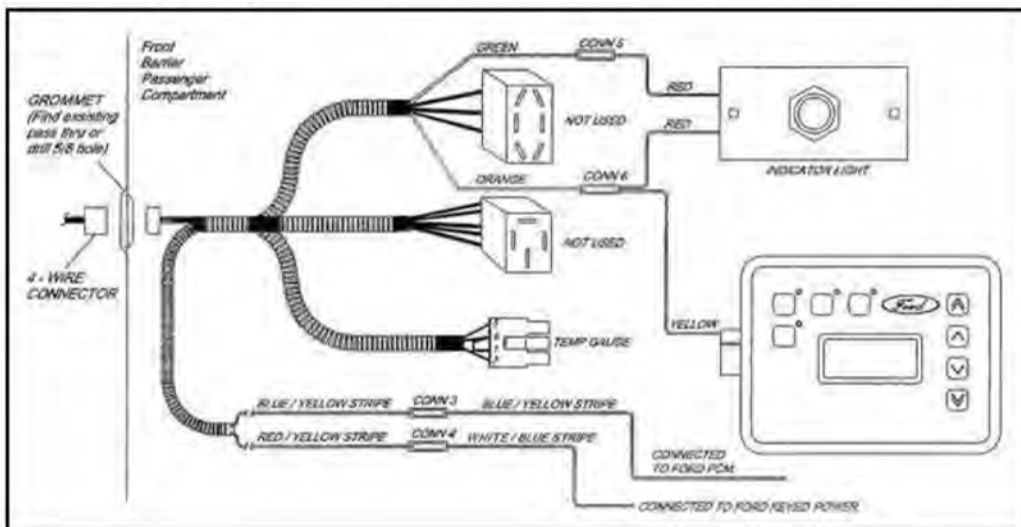 Front
Barrier
Passenger
Compartment
GROMMET
(Find exsisting
pass thru or
drill 5/8 hole)
4 - WIRE
CONNECTOR
GREEN
CONN 5
RED
NOT USED
RED
ORANGE
CONN 6
INDICATOR LIGHT
NOT USED
YELLOW
Ford
TEMP GAUGE
BLUE / YELLOW STRIPE
CONN 3
BLUE / YELLOW STRIPE
RED / YELLOW STRIPE
CONN 4
WHITE / BLUE STRIPE
CONNECTED
TO FORD PCM.
CONNECTED TO FORD KEYED POWER.